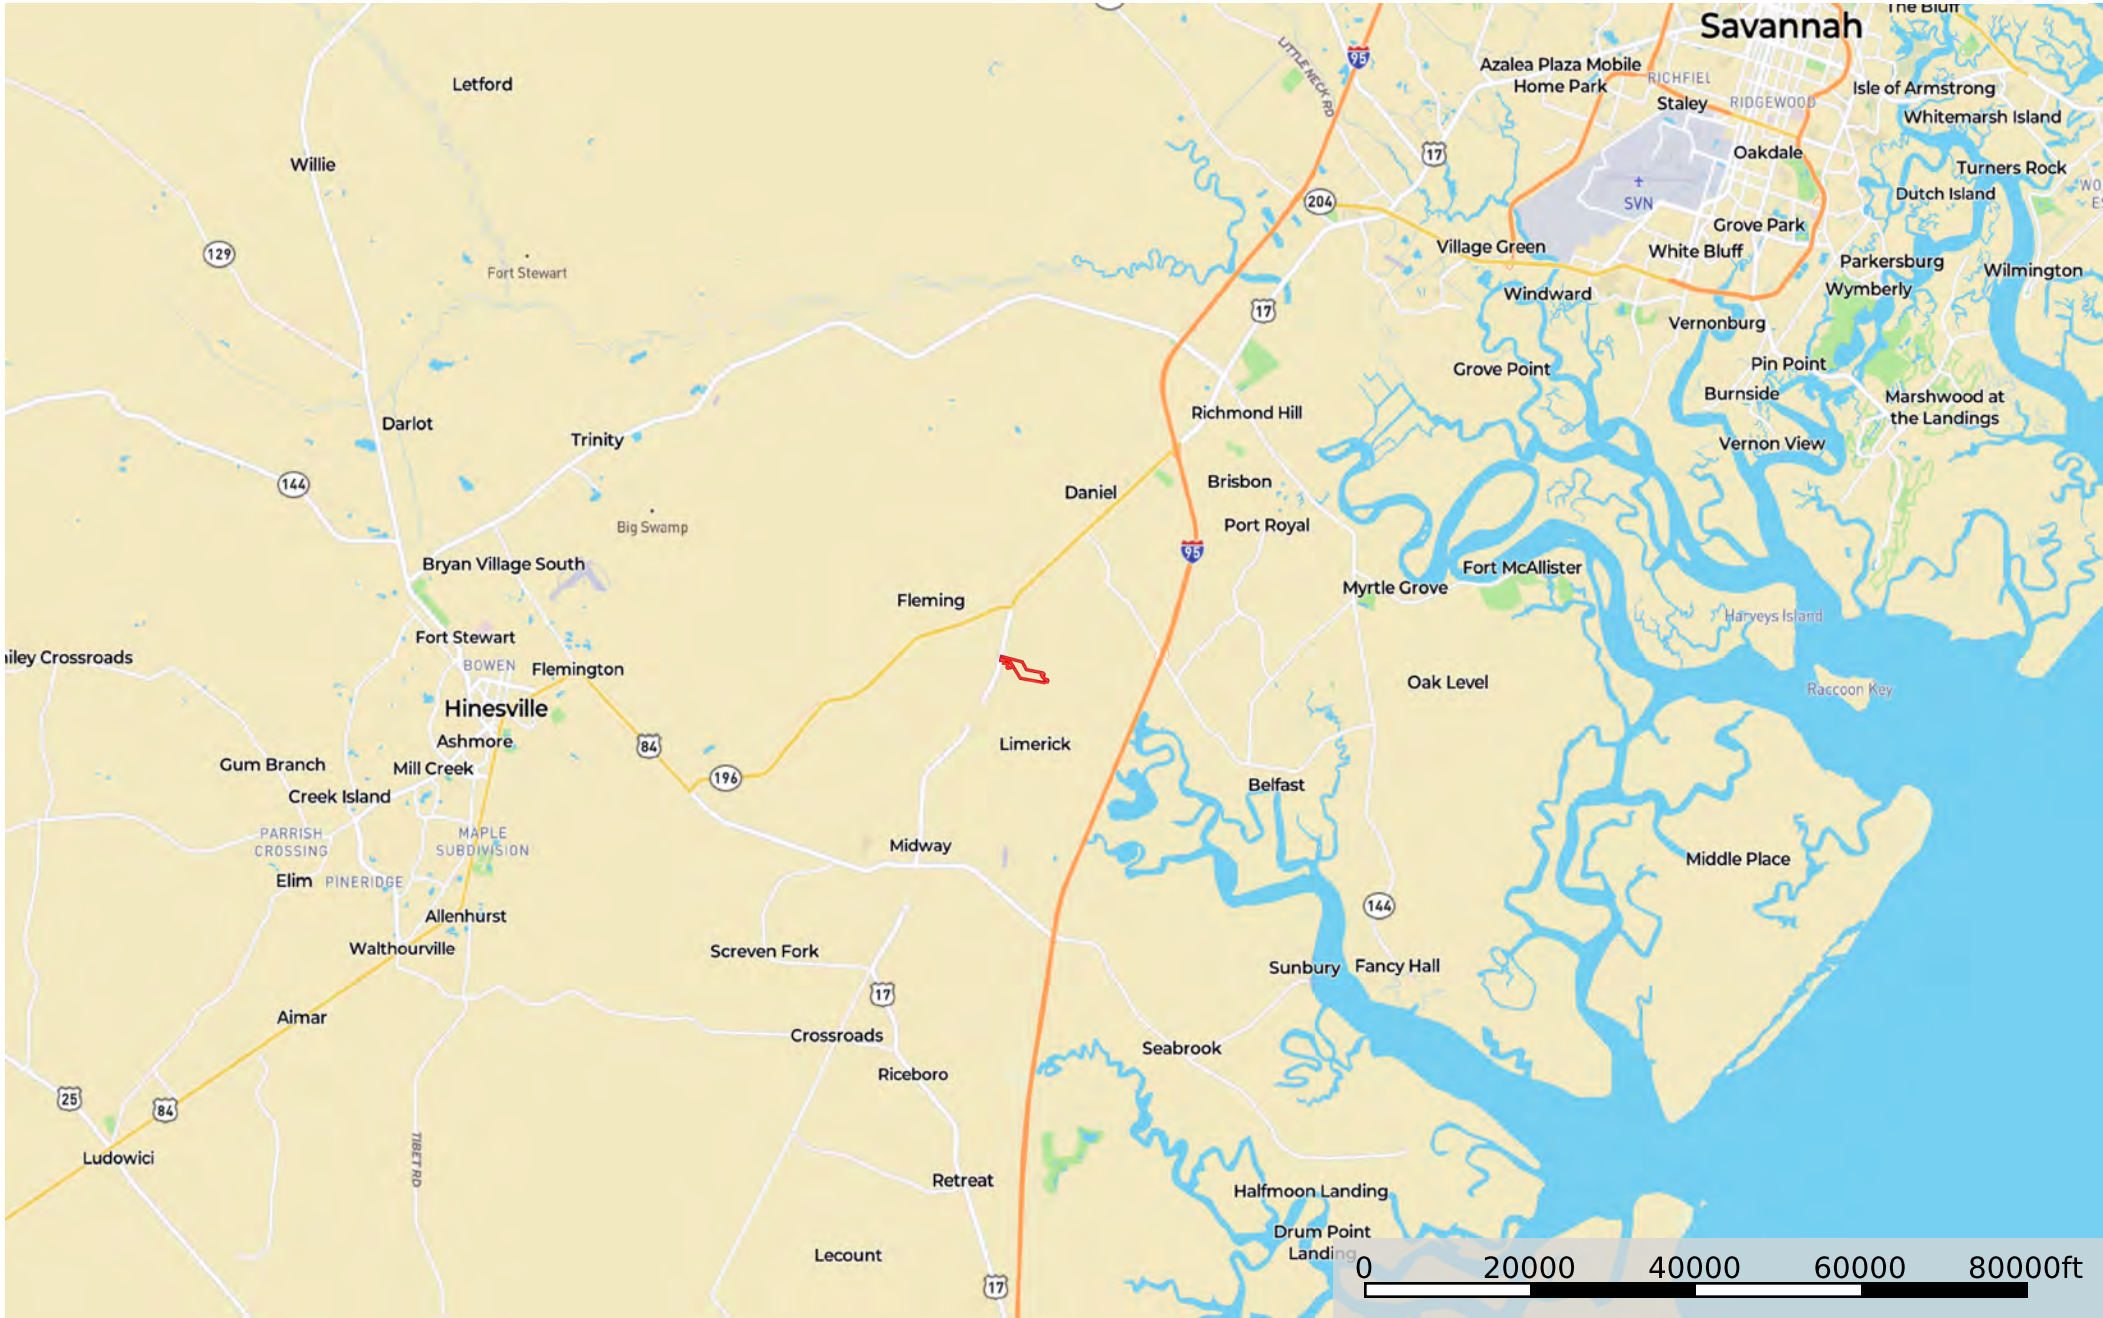 The Bluff
Savannah
95
LITTLE NECK RD
Azalea Plaza Mobile
Home Park
RICHFIEL
Letford
Isle of Armstrong
Staley
RIDGEWOOD
Whitemarsh Island
Willie
17
Oakdale
Turners Rock
Dutch Island
204
SVN
Grove Park
129
Village Green
White Bluff
Fort Stewart
Parkersburg
Wilmington
Wymberly
Windward
17
Vernonburg
Grove Point
Pin Point
Burnside
Marshwood at
the Landings
Richmond Hill
Darlot
Trinity
Vernon View
144
Daniel
Brisbon
Big Swamp
Port Royal
95
Bryan Village South
Fort McAllister
Myrtle Grove
Fleming
Harveys Island
Fort Stewart
iley Crossroads
BOWEN
Flemington
Oak Level
Raccoon Key
Hinesville
Ashmore
84
Limerick
Gum Branch
Mill Creek
196
Belfast
Creek Island
PARRISH
CROSSING
MAPLE
SUBDIVISION
Midway
Middle Place
Elim
PINERIDGE
144
Allenhurst
Walthourville
Screven Fork
Sunbury
Fancy Hall
17
Aimar
Crossroads
Seabrook
Riceboro
25
84
TIBET RD
Ludowici
Retreat
Halfmoon Landing
Drum Point
Landing
Lecount
17
0 20000 40000 60000 80000ft